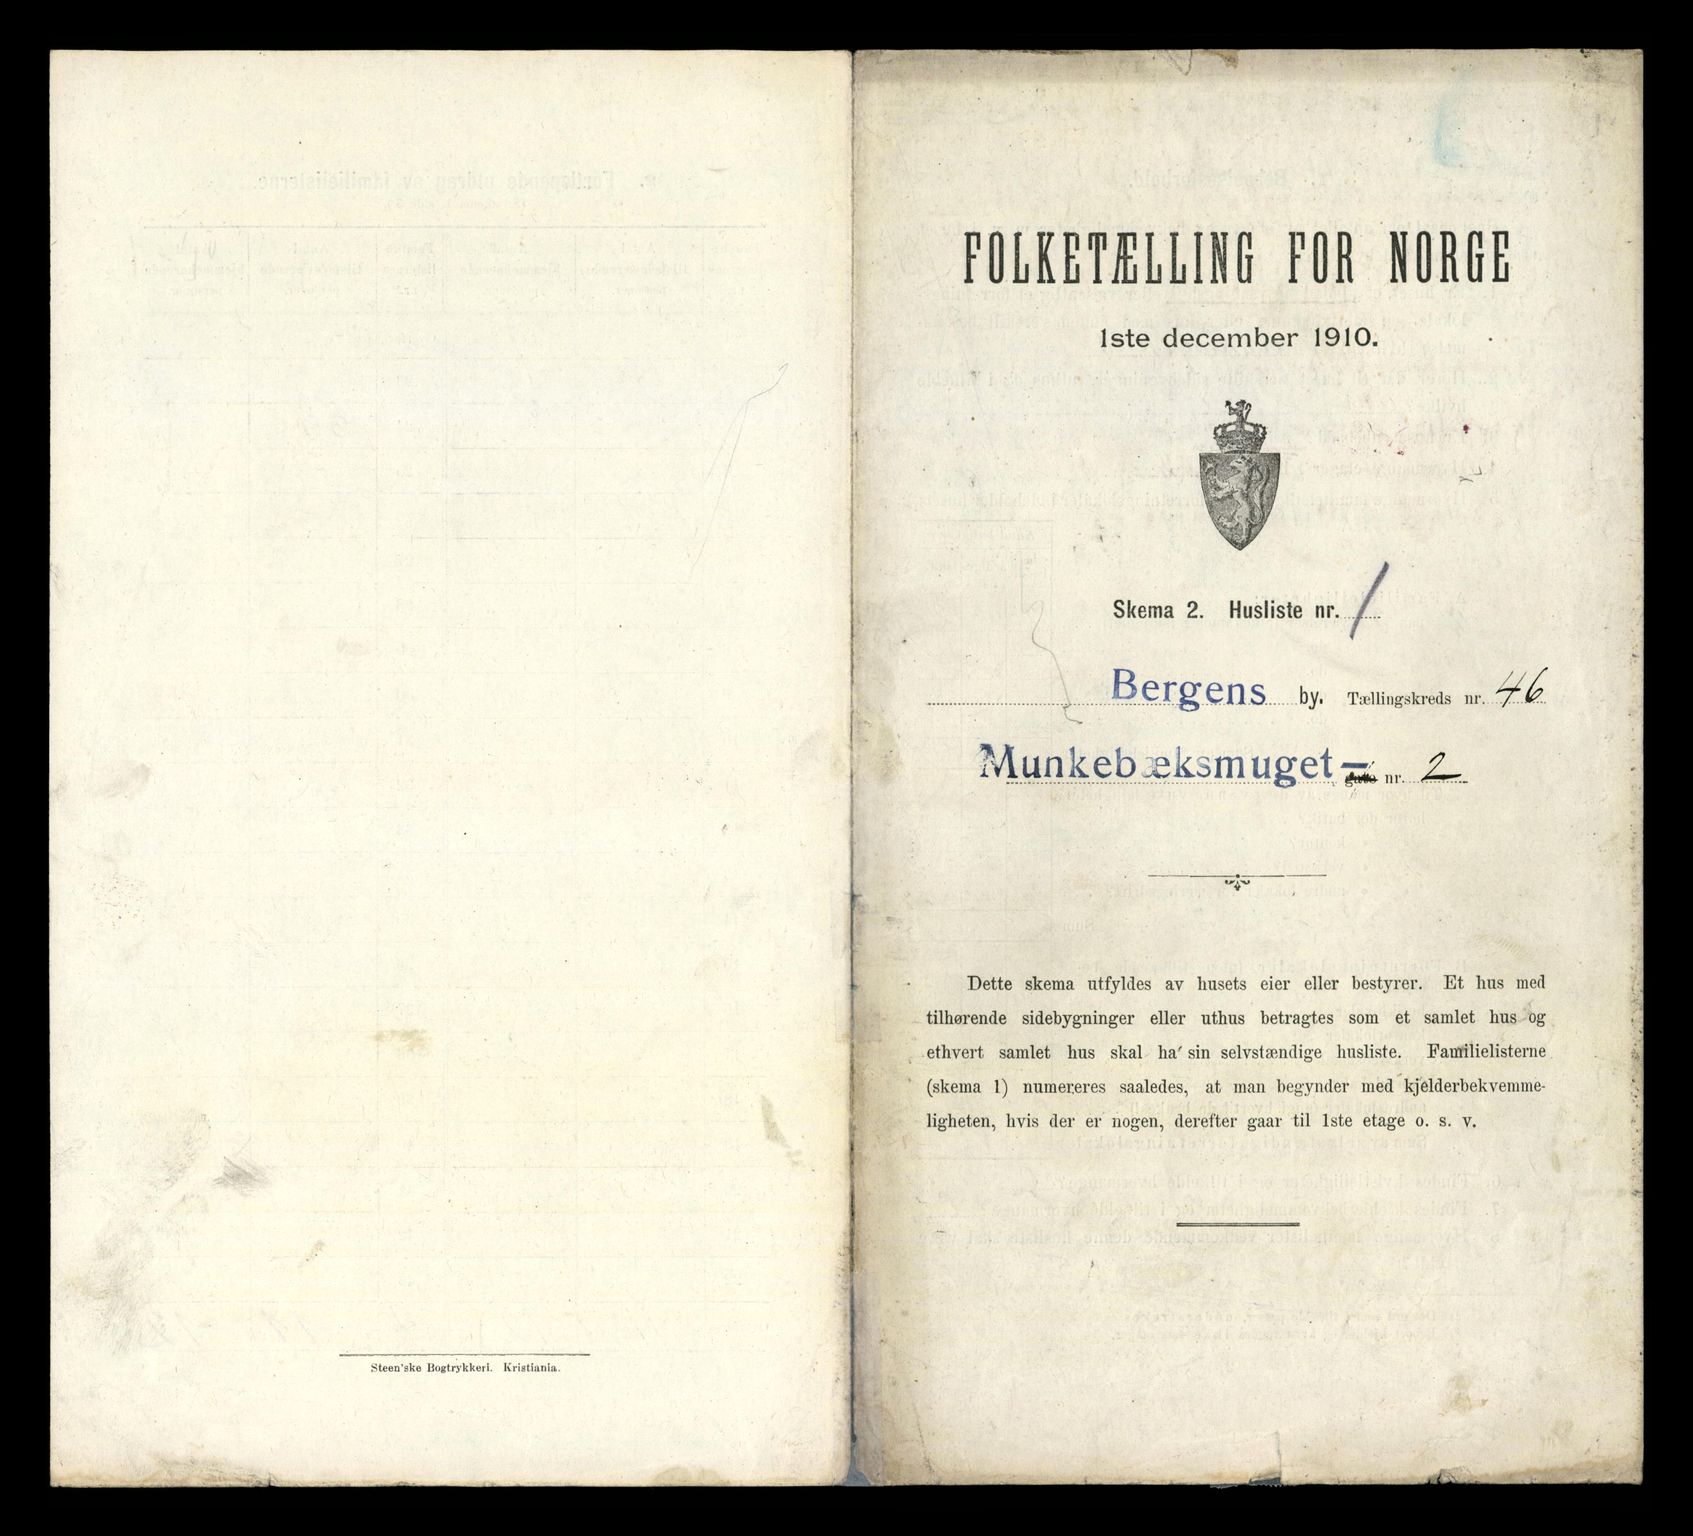 Steen'ske Bogtrykkeri. Kristiania.
FOLKETÆLLING FOR NORGE
1ste december 1910.
Skema 2. Husliste nr. 1
Bergens by. Tællingskreds nr. 46
Munkebæksmuget- gate nr. 2
Dette skema utfyldes av husets eier eller bestyrer. Et hus med
tilhørende sidebygninger eller uthus betragtes som et samlet hus og
ethvert samlet hus skal ha sin selvstændige husliste. Familielisterne
(skema 1) numereres saaledes, at man begynder med kjelderbekvemme-
ligheten, hvis der er nogen, derefter gaar til 1ste etage o. s. v.